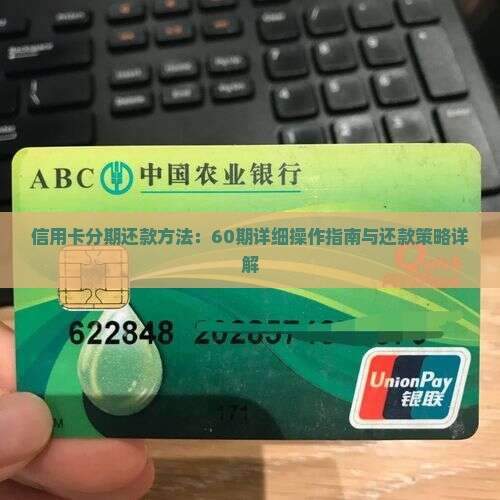 ABC 中国农业银行
信用卡分期还款方法：60期详细操作指南与还款策略详
解
622848
171
UnionPay
银联